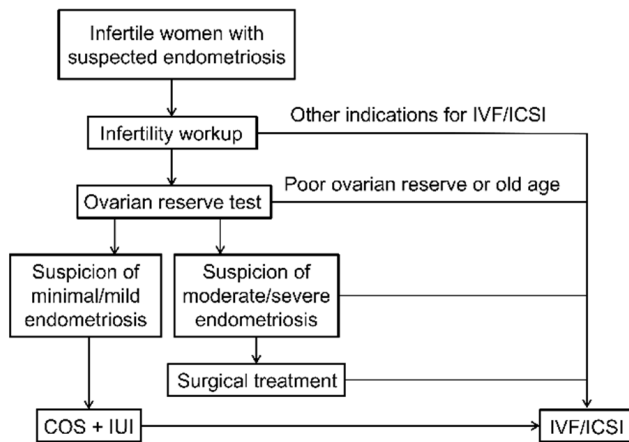 Infertile women with
suspected endometriosis
Other indications for IVF/ICSI
Infertility workup
Poor ovarian reserve or old age
Ovarian reserve test
Suspicion of
minimal/mild
endometriosis
Suspicion of
moderate/severe
endometriosis
Surgical treatment
COS + IUI
IVF/ICSI